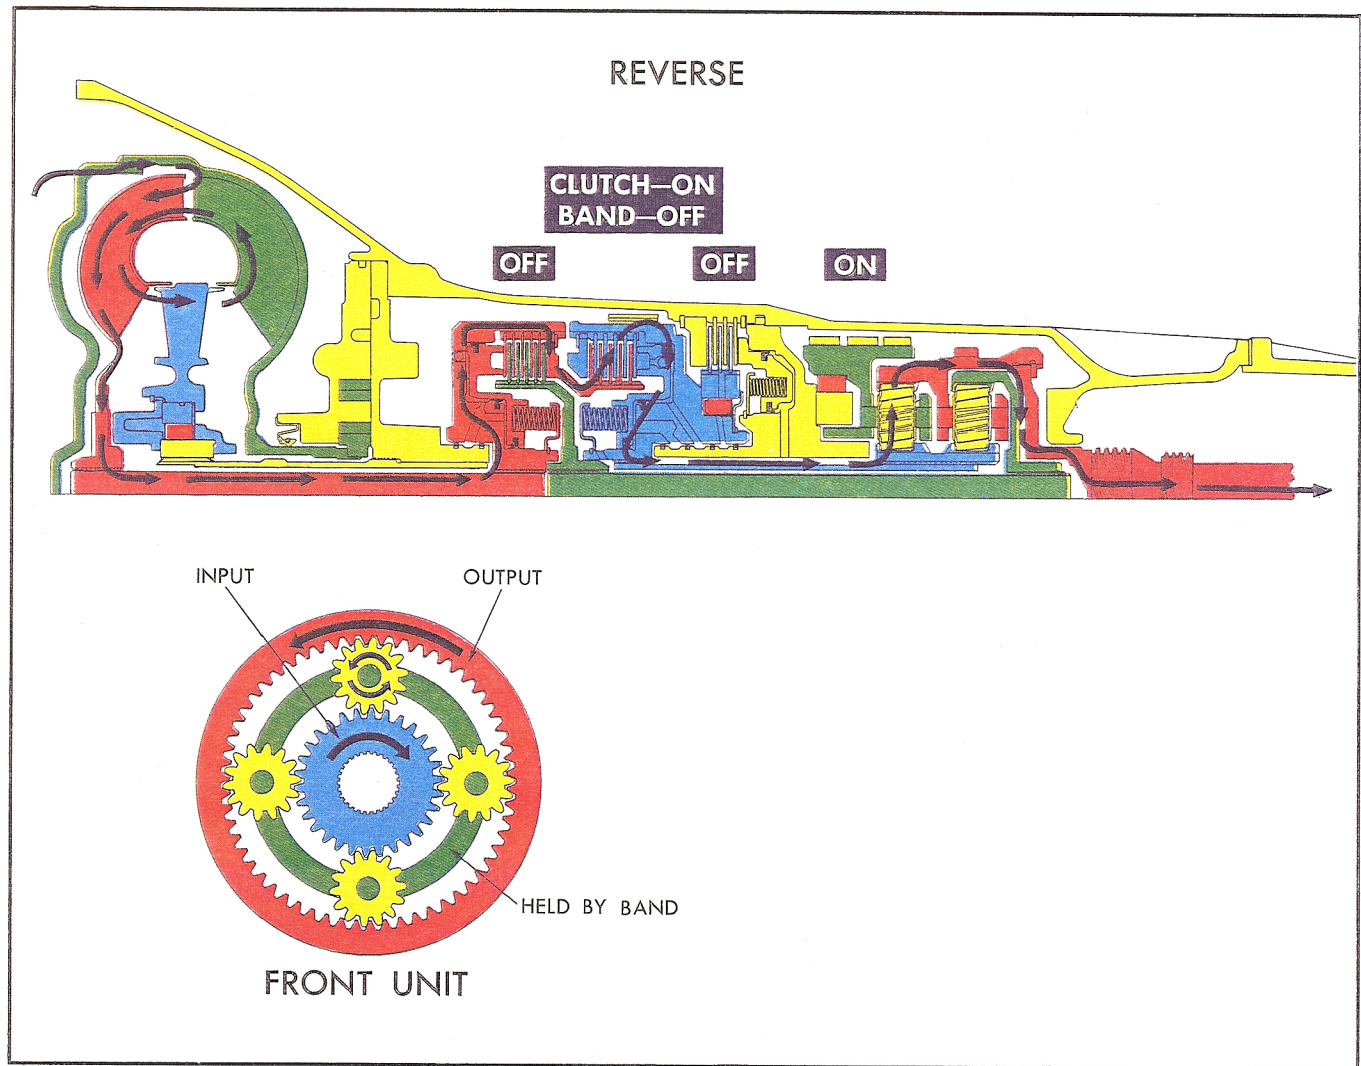 REVERSE
CLUTCH—ON
BAND—OFF
OFF
OFF
ON
INPUT
OUTPUT
HELD BY BAND
FRONT UNIT